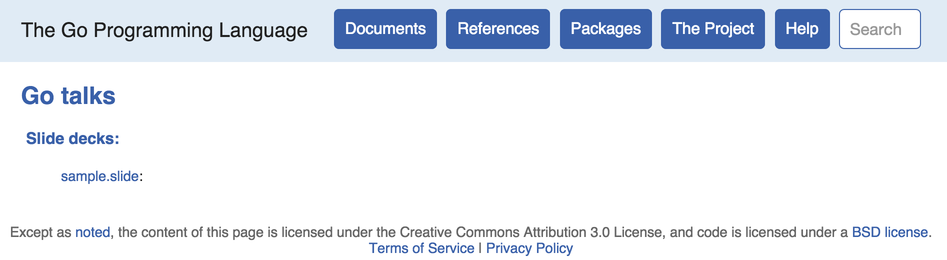 The Go Programming Language Documents References Packages The Project Help Search
Go talks
Slide decks:
sample.slide:
Except as noted, the content of this page is licensed under the Creative Commons Attribution 3.0 License, and code is licensed under a BSD license.
Terms of Service | Privacy Policy